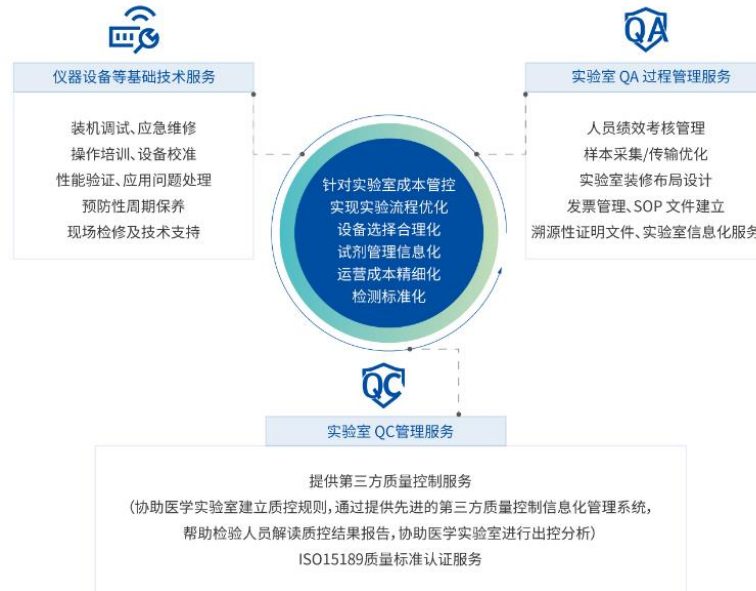 QA
仪器设备等基础技术服务
装机调试、应急维修
操作培训、设备校准
性能验证、应用问题处理
预防性周期保养
现场检修及技术支持
实验室 QA 过程管理服务
人员绩效考核管理
样本采集/传输优化
实验室装修布局设计
发票管理、SOP 文件建立
溯源性证明文件、实验室信息化服务
针对实验室成本管控
实现实验流程优化
设备选择合理化
试剂管理信息化
运营成本精细化
检测标准化
QC
实验室 QC管理服务
提供第三方质量控制服务
（协助医学实验室建立质控规则，通过提供先进的第三方质量控制信息化管理系统，
帮助检验人员解读质控结果报告，协助医学实验室进行出控分析）
ISO15189质量标准认证服务